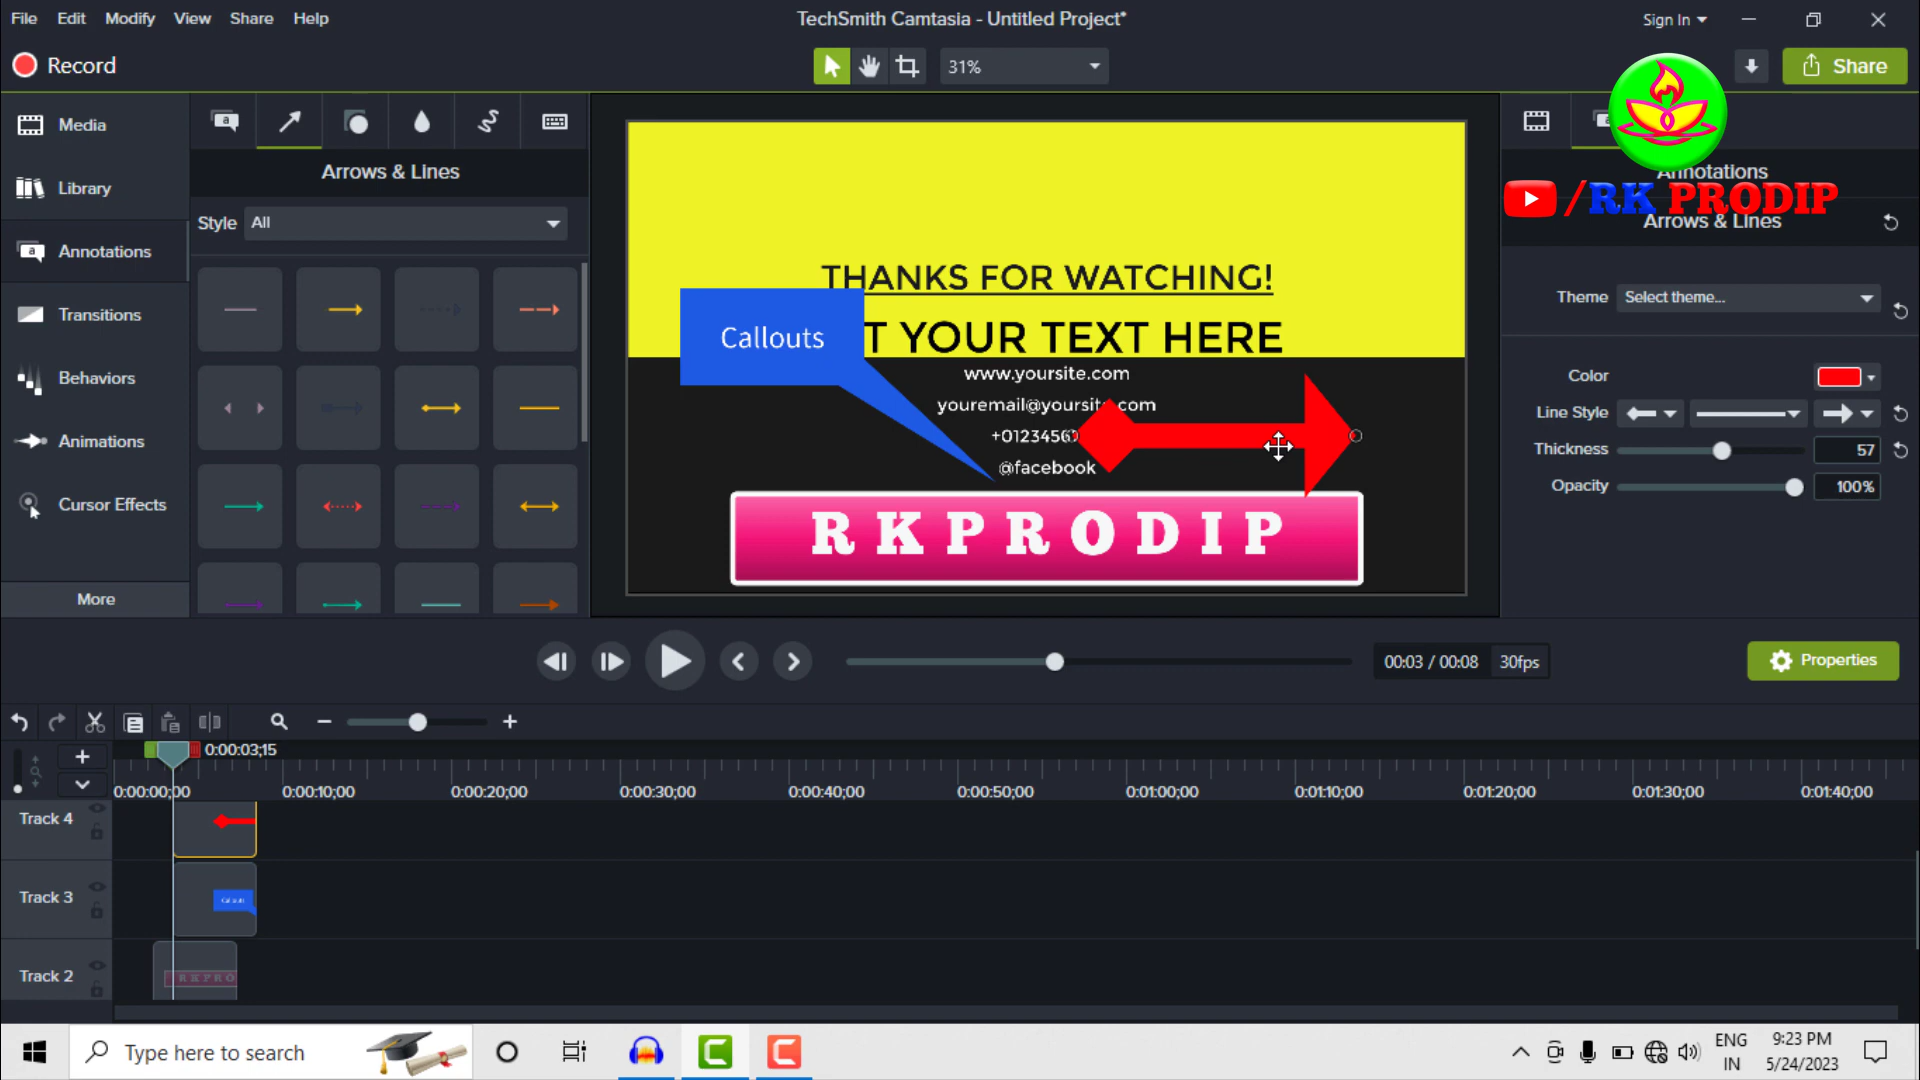 File Edit Modify View Share Help
TechSmith Camtasia - Untitled Project*
Sign In
Record
31%
Share
Media
Library
Annotations
Transitions
Behaviors
Animations
Cursor Effects
More
Arrows & Lines
Style All
THANKS FOR WATCHING!
T YOUR TEXT HERE
Callouts
www.yoursite.com
youremail@yoursite.com
+0123456
@facebook
RKPRODIP
Annotations
/RK PRODIP
Arrows & Lines
Theme Select theme...
Color
Line Style
Thickness 57
Opacity 100%
00:03 / 00:08 30fps
Properties
0:00:03;15
0:00:00;00 0:00:10;00 0:00:20;00 0:00:30;00 0:00:40;00 0:00:50;00 0:01:00;00 0:01:10;00 0:01:20;00 0:01:30;00 0:01:40;00
Track 4
Track 3
Track 2
RKPRO
Type here to search
ENG
IN
9:23 PM
5/24/2023